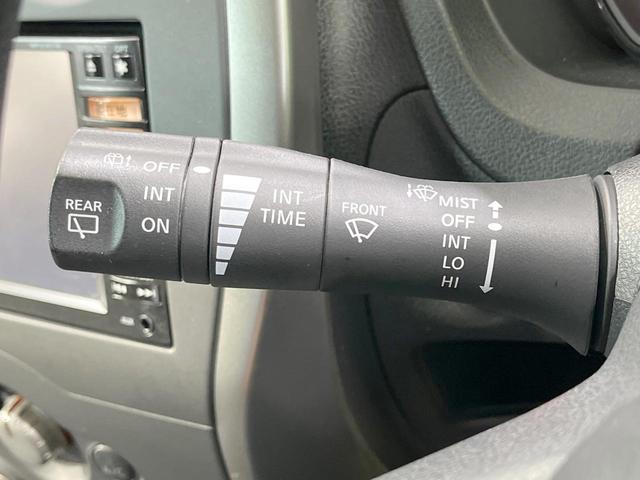 REAR
OFF
INT
ON
INT
TIME
FRONT
MIST
OFF
INT
LO
HI